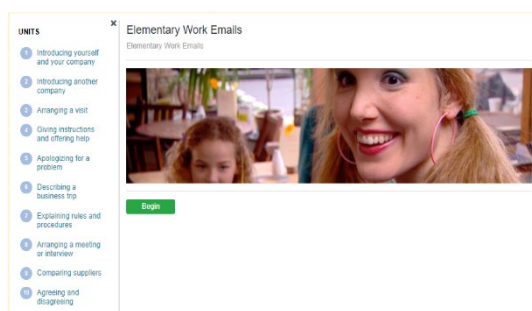 UNITS
x
Elementary Work Emails
Elementary Work Emails
1 Introducing yourself
and your company
2 Introducing another
company
3 Arranging a visit
4 Giving instructions
and offering help
5 Apologizing for a
problem
6 Describing a
business trip
7 Explaining rules and
procedures
8 Arranging a meeting
or interview
9 Comparing suppliers
10 Agreeing and
disagreeing
Begin